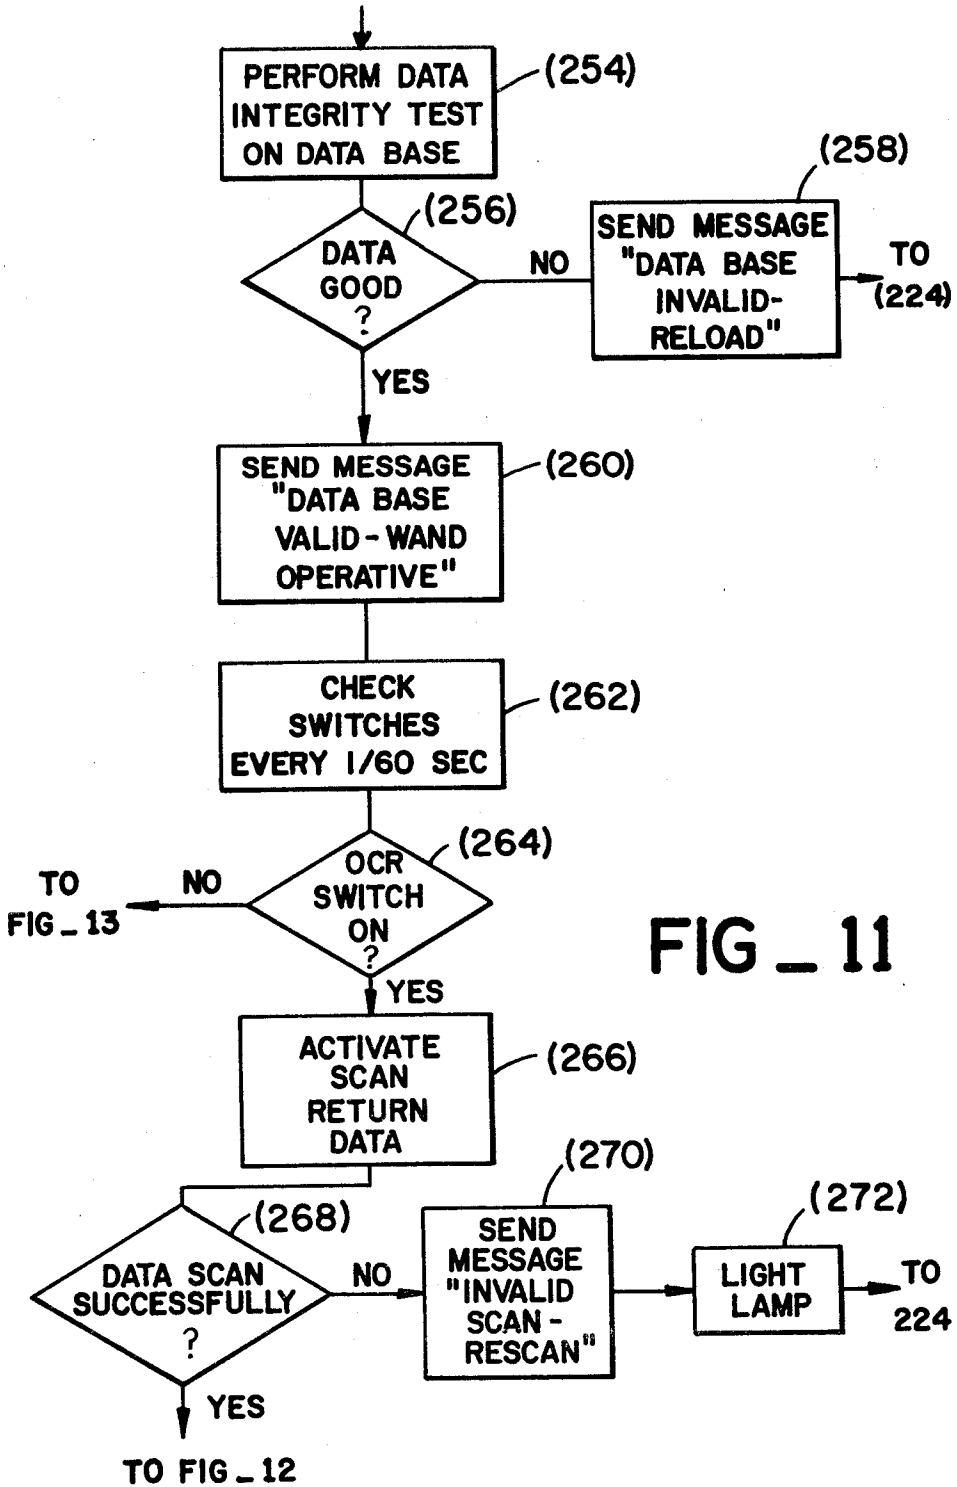 PERFORM DATA
INTEGRITY TEST
ON DATA BASE
(254)
(256)
DATA
GOOD
?
NO
(258)
SEND MESSAGE
"DATA BASE
INVALID-
RELOAD"
TO
(224)
YES
SEND MESSAGE
"DATA BASE
VALID-WAND
OPERATIVE"
(260)
CHECK
SWITCHES
EVERY 1/60 SEC
(262)
(264)
OCR
SWITCH
ON
?
NO
TO
FIG_13
FIG_11
YES
ACTIVATE
SCAN
RETURN
DATA
(266)
(268)
DATA SCAN
SUCCESSFULLY
?
NO
(270)
SEND
MESSAGE
"INVALID
SCAN-
RESCAN"
(272)
LIGHT
LAMP
TO
224
YES
TO FIG_12